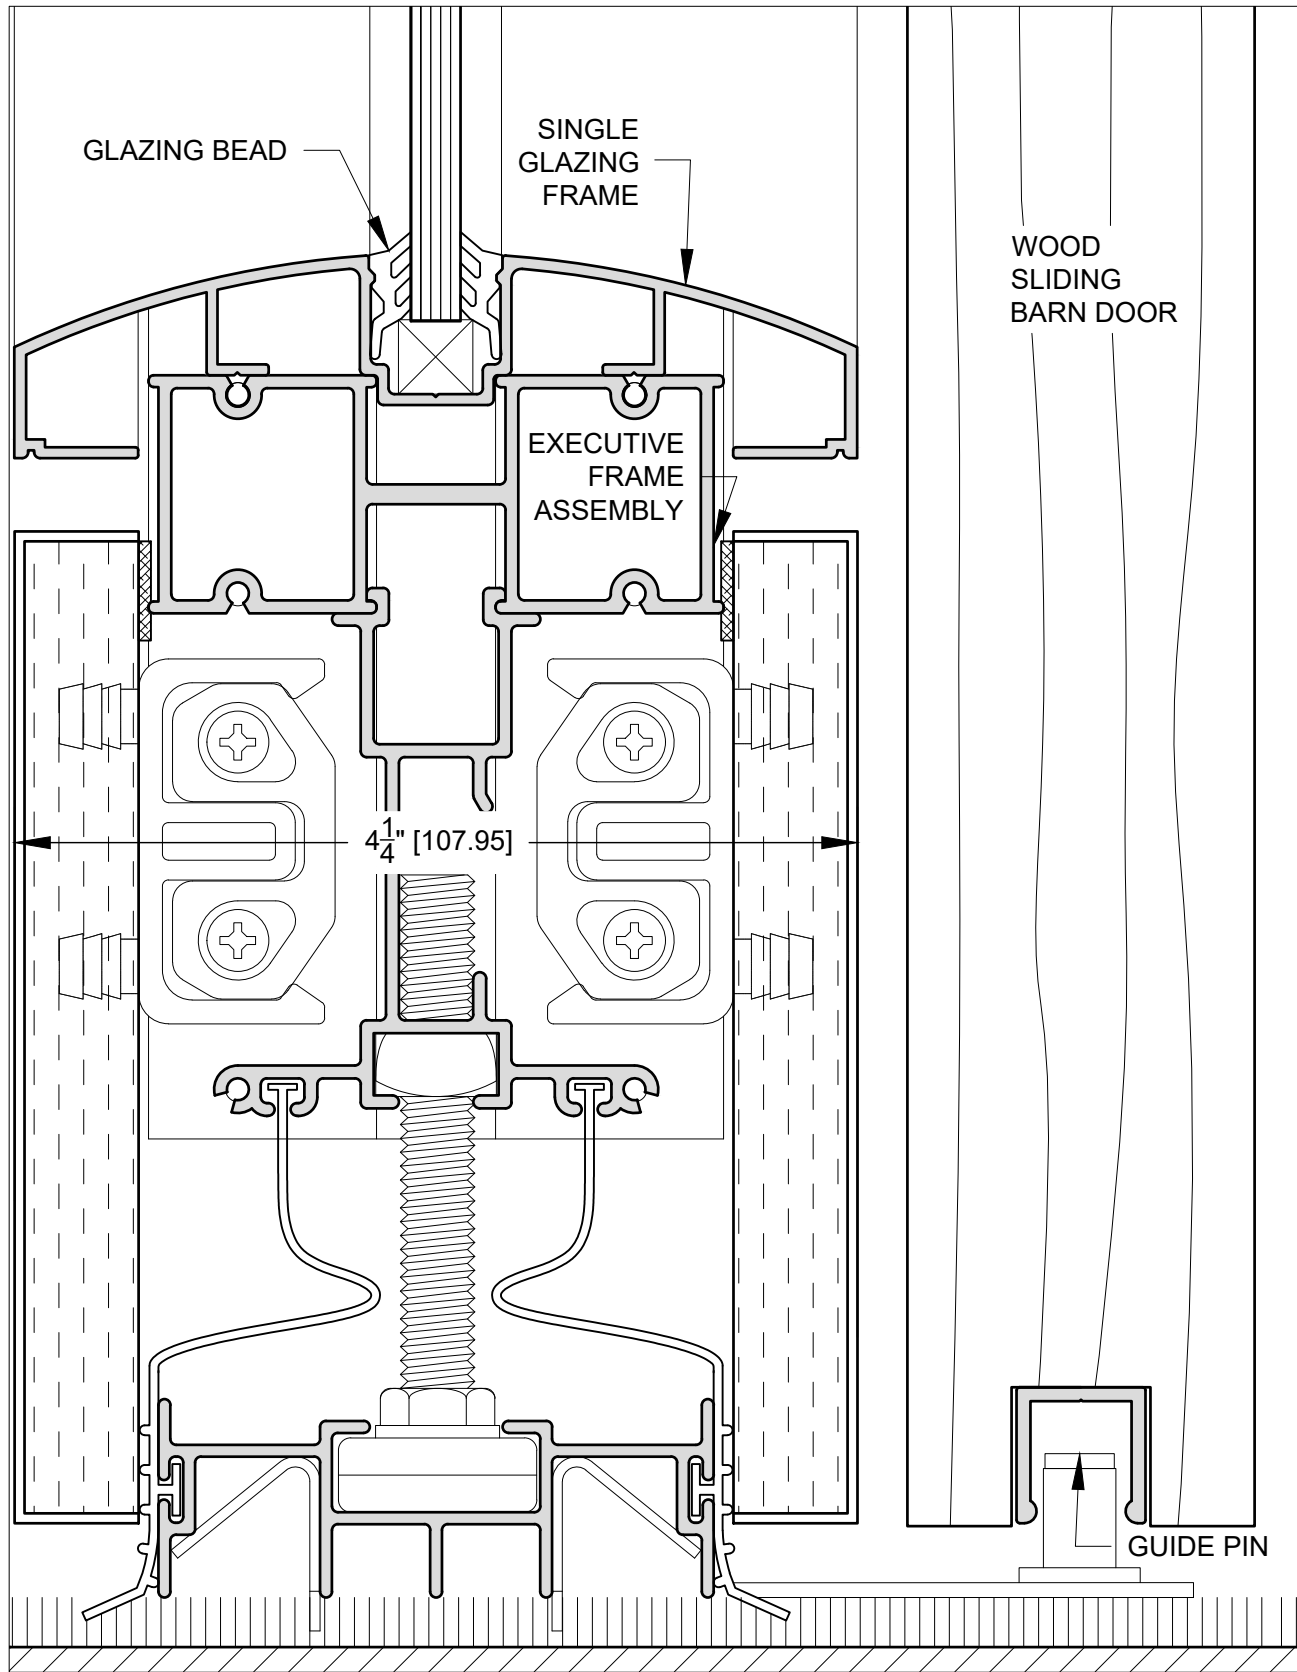 GLAZING BEAD
SINGLE
GLAZING
FRAME
WOOD
SLIDING
BARN DOOR
EXECUTIVE
FRAME
ASSEMBLY
4 1/4" [107.95]
GUIDE PIN